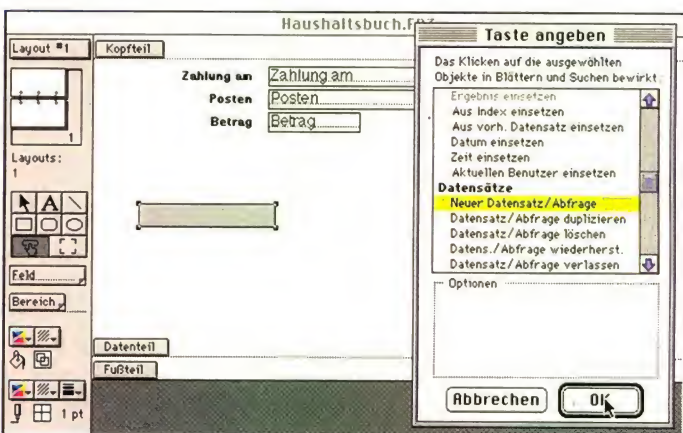 Haushaltsbuch.FP3
Layout #1
Kopfteil
Zahlung am
Zahlung am
Posten
Posten
Betrag
Betrag
1
Layouts:
1
A
Feld
Bereich
1 pt
Datenteil
Fußteil
Taste angeben
Das Klicken auf die ausgewählten
Objekte in Blättern und Suchen bewirkt:
Ergebnis einsetzen
Aus Index einsetzen
Aus vorh. Datensatz einsetzen
Datum einsetzen
Zeit einsetzen
Aktuellen Benutzer einsetzen
Datensätze
Neuer Datensatz/Abfrage
Datensatz/Abfrage duplizieren
Datensatz/Abfrage löschen
Datens./Abfrage wiederherst.
Datensatz/Abfrage verlassen
Optionen
Abbrechen
OK